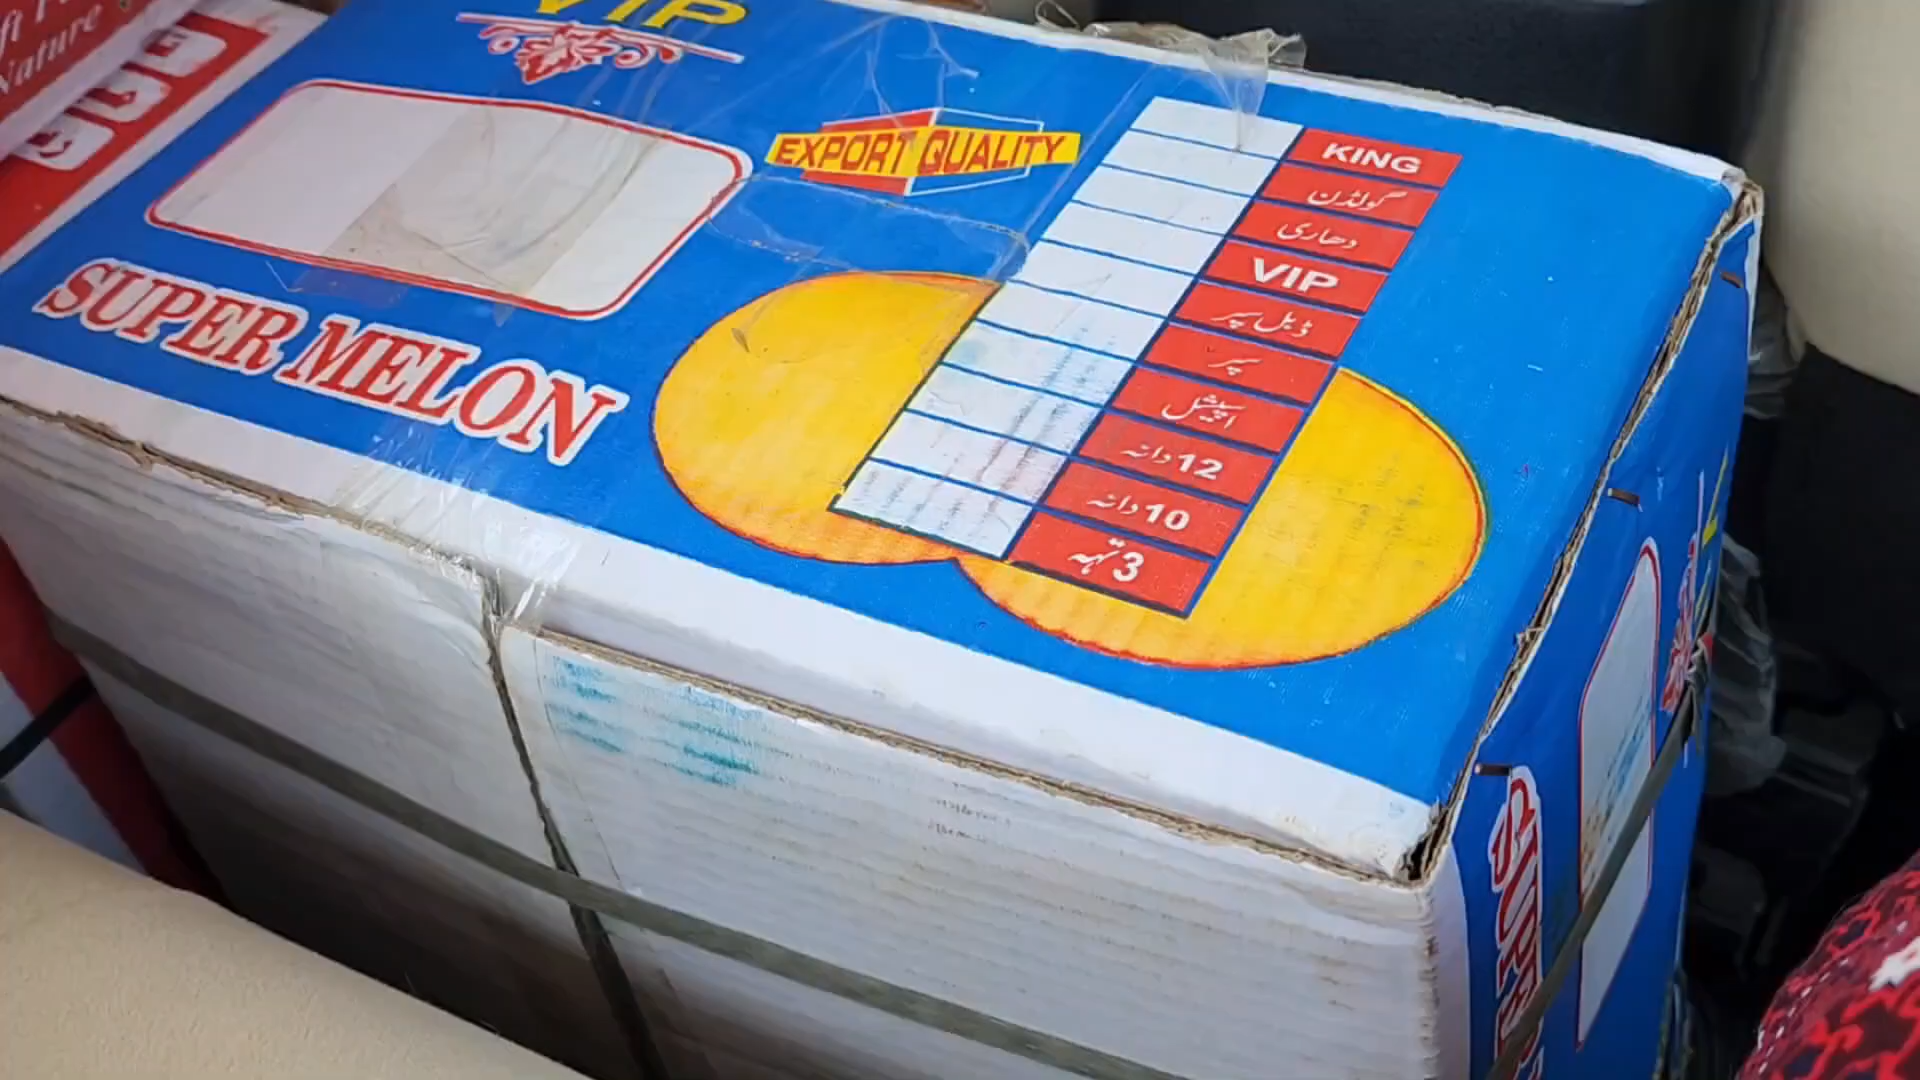 VIP
EXPORT QUALITY
SUPER MELON
KING
گولڈن
دھاری
VIP
ڈبل سپر
سپر
اسپیشل
12 دانہ
10 دانہ
3 تہہ
SUPER
Nature